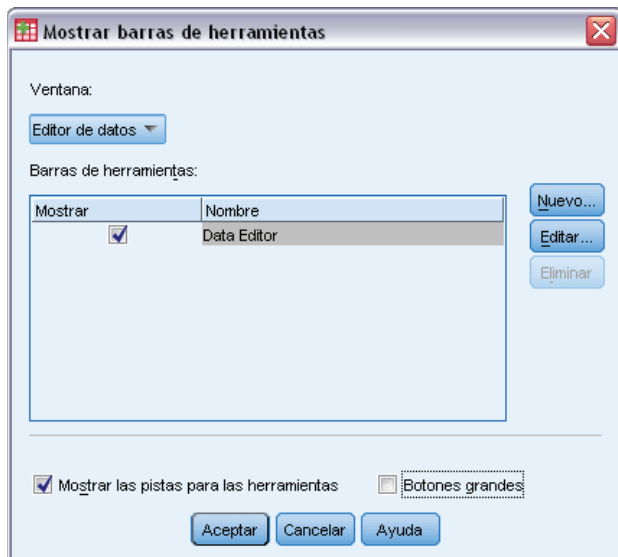 Mostrar barras de herramientas
Ventana:
Editor de datos
Barras de herramientas:
Mostrar Nombre
Data Editor
Nuevo...
Editar...
Eliminar
Mostrar las pistas para las herramientas Botones grandes
Aceptar Cancelar Ayuda